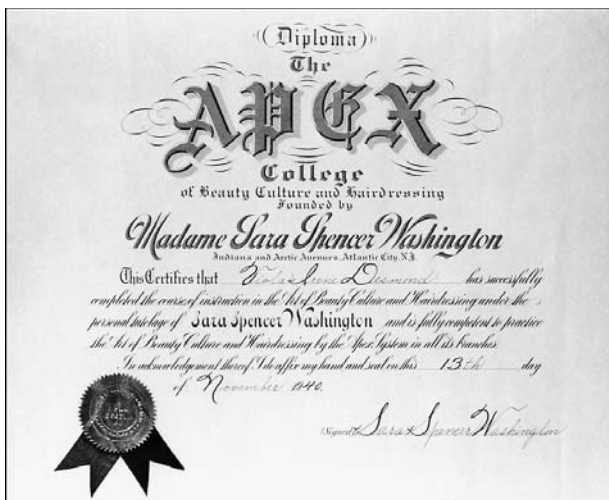 (Diploma)
The
APEX
College
of Beauty Culture and Hairdressing
Founded by
Madame Sara Spencer Washington
Indiana and Arctic Avenues, Atlantic City, N.J.
This Certifies that Viola Irene Desmond has successfully
completed the course of instruction in the Art of Beauty Culture and Hairdressing under the
personal tutelage of Sara Spencer Washington and is fully competent to practice
the Art of Beauty Culture and Hairdressing by the Apex System in all its branches.
In acknowledgement thereof I do affix my hand and seal on this 13th day
of November 1940.
(Signed) Sara Spencer Washington